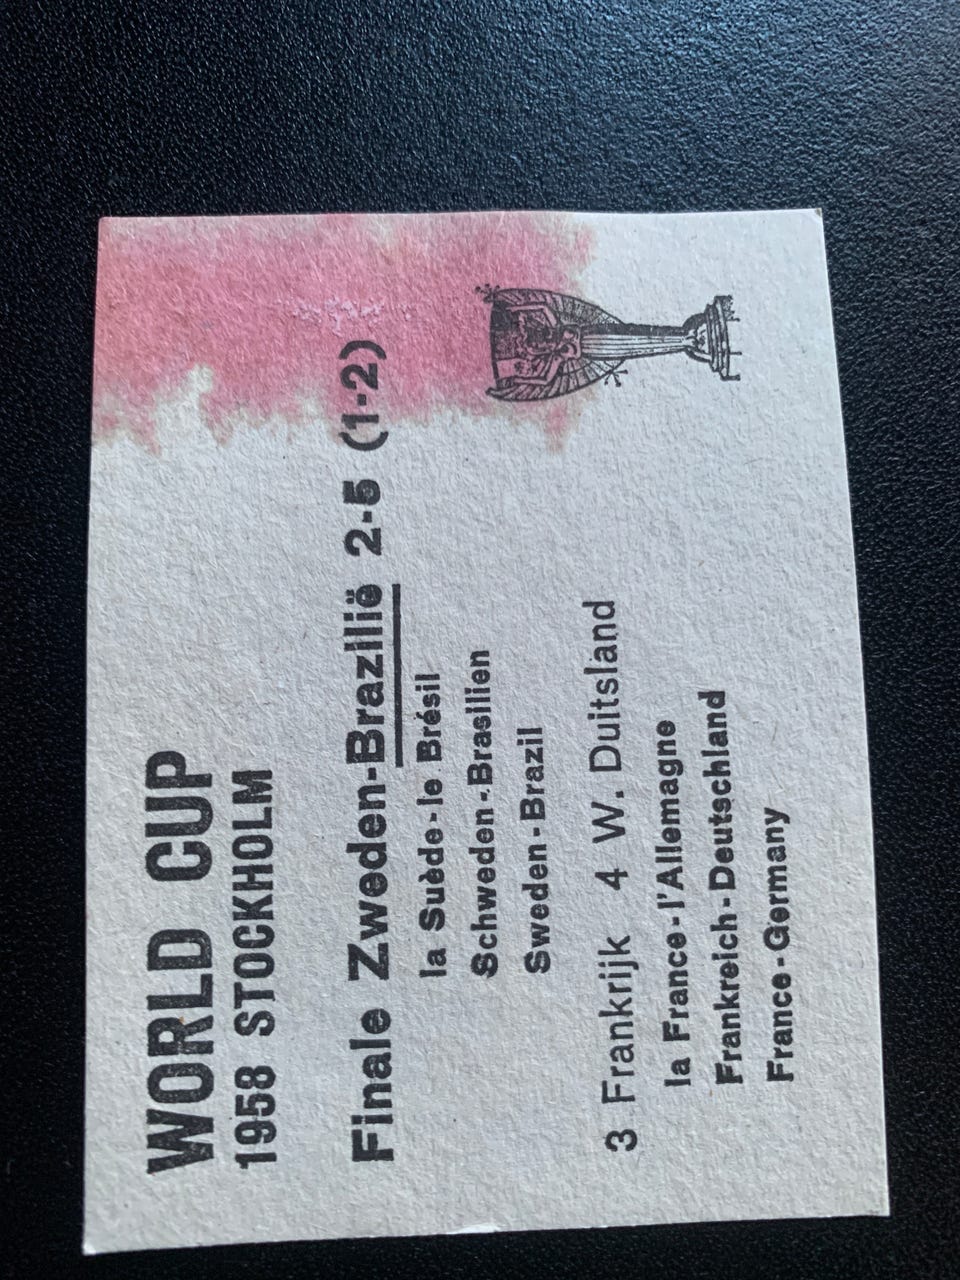 WORLD CUP
1958 STOCKHOLM
Finale Zweden-Brazilië 2-5 (1-2)
la Suède-le Brésil
Schweden-Brasilien
Sweden-Brazil
3 Frankrijk 4 W. Duitsland
la France-l'Allemagne
Frankreich-Deutschland
France-Germany